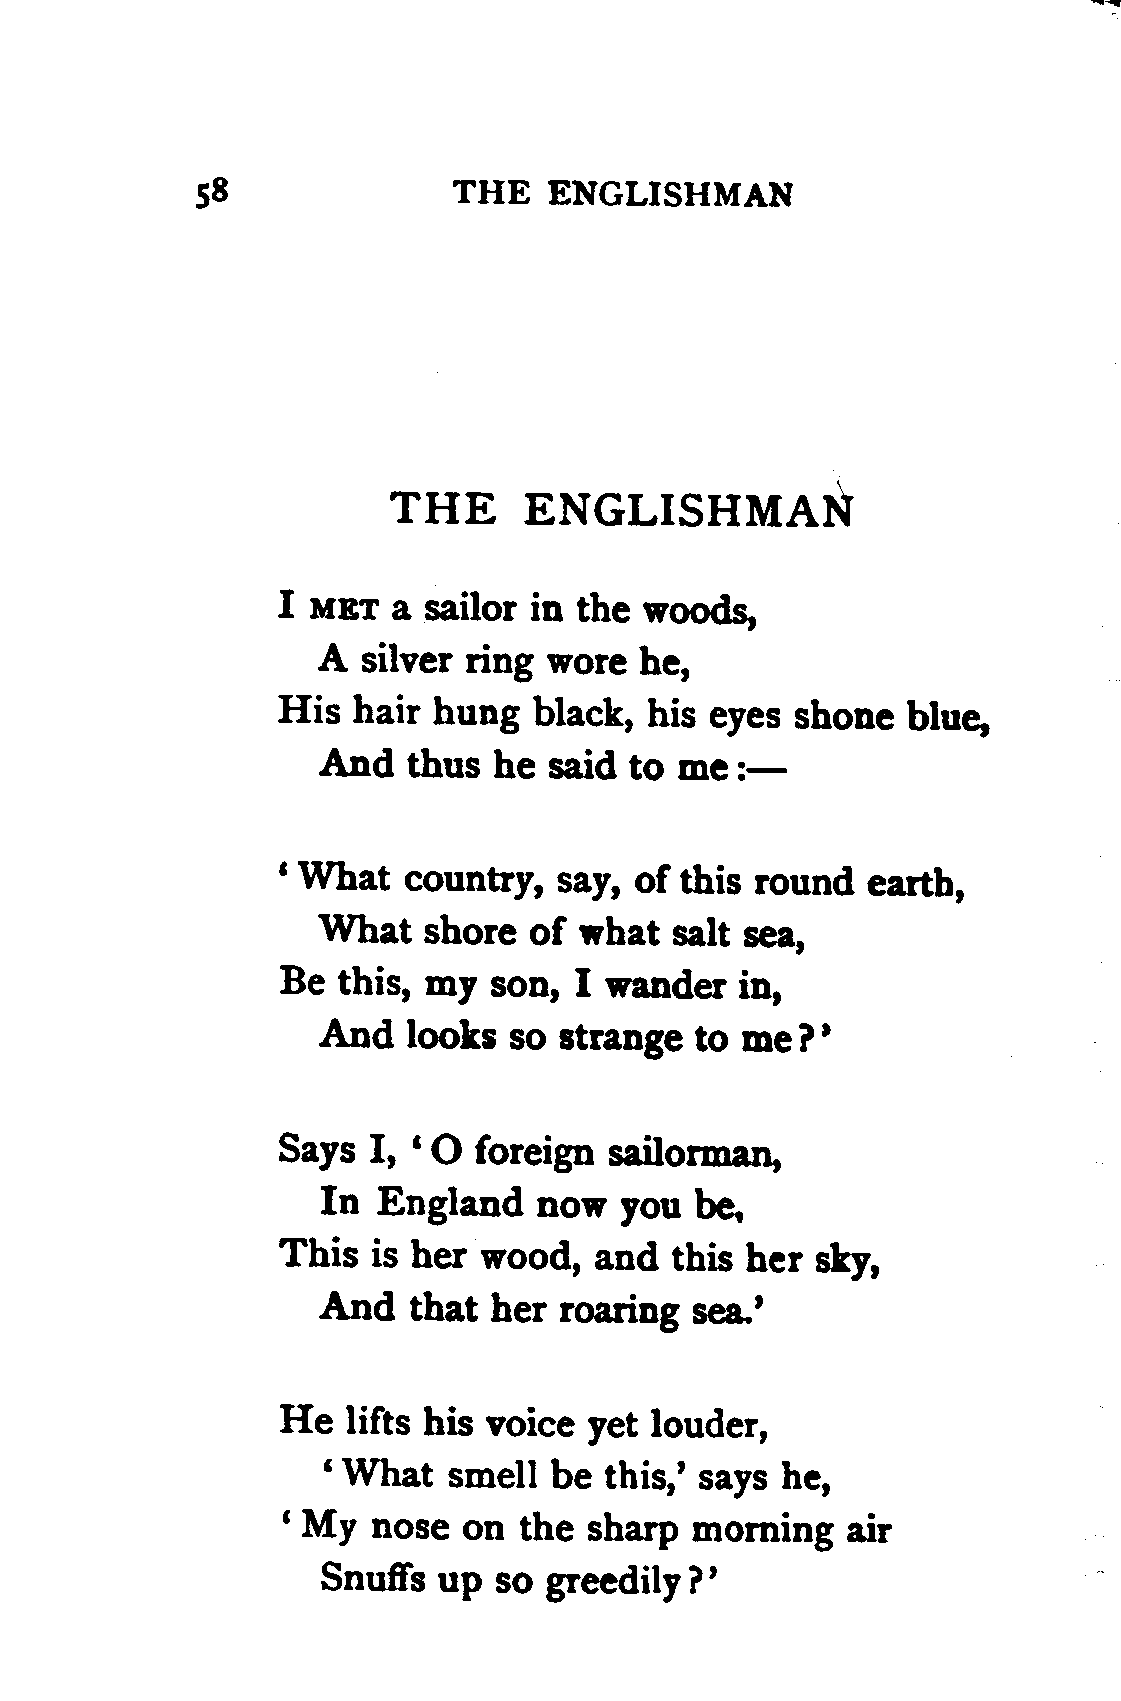 58 THE ENGLISHMAN
THE ENGLISHMAN
I MET a sailor in the woods,
A silver ring wore he,
His hair hung black, his eyes shone blue,
And thus he said to me:—
‘What country, say, of this round earth,
What shore of what salt sea,
Be this, my son, I wander in,
And looks so strange to me?’
Says I, ‘O foreign sailorman,
In England now you be,
This is her wood, and this her sky,
And that her roaring sea.’
He lifts his voice yet louder,
‘What smell be this,’ says he,
‘My nose on the sharp morning air
Snuffs up so greedily?’